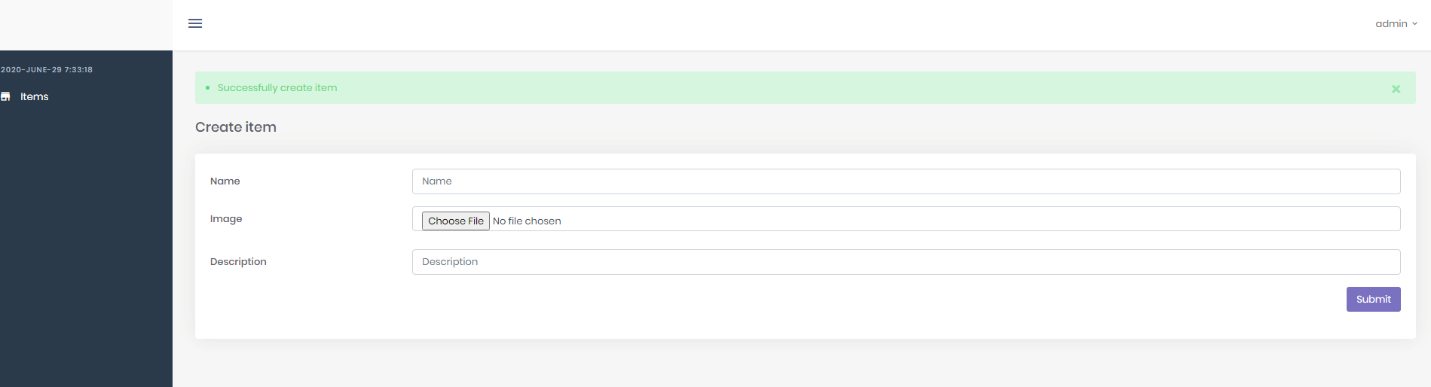 admin
2020-JUNE-29 7:33:18
Items
Successfully create item
Create item
Name
Name
Image
Choose File No file chosen
Description
Description
Submit